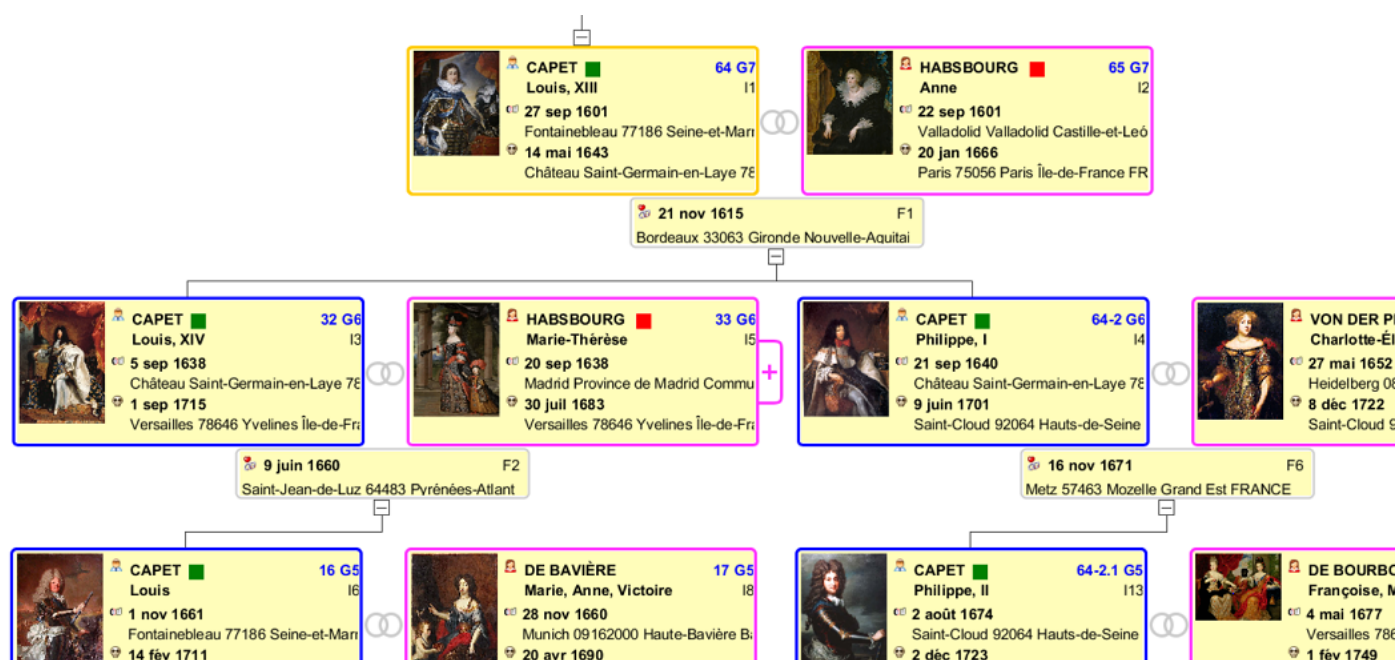 CAPET 64 G7
Louis, XIII I1
27 sep 1601
Fontainebleau 77186 Seine-et-Marn
14 mai 1643
Château Saint-Germain-en-Laye 78
HABSBOURG 65 G7
Anne I2
22 sep 1601
Valladolid Valladolid Castille-et-Leó
20 jan 1666
Paris 75056 Paris Île-de-France FR
21 nov 1615 F1
Bordeaux 33063 Gironde Nouvelle-Aquitai
CAPET 32 G6
Louis, XIV I3
5 sep 1638
Château Saint-Germain-en-Laye 78
1 sep 1715
Versailles 78646 Yvelines Île-de-Fra
HABSBOURG 33 G6
Marie-Thérèse I5
20 sep 1638
Madrid Province de Madrid Commu
30 juil 1683
Versailles 78646 Yvelines Île-de-Fra
+
CAPET 64-2 G6
Philippe, I I4
21 sep 1640
Château Saint-Germain-en-Laye 78
9 juin 1701
Saint-Cloud 92064 Hauts-de-Seine
VON DER P
Charlotte-Él
27 mai 1652
Heidelberg 08
8 déc 1722
Saint-Cloud 9
9 juin 1660 F2
Saint-Jean-de-Luz 64483 Pyrénées-Atlant
16 nov 1671 F6
Metz 57463 Mozelle Grand Est FRANCE
CAPET 16 G5
Louis I6
1 nov 1661
Fontainebleau 77186 Seine-et-Marn
14 fév 1711
DE BAVIÈRE 17 G5
Marie, Anne, Victoire I8
28 nov 1660
Munich 09162000 Haute-Bavière Ba
20 avr 1690
CAPET 64-2.1 G5
Philippe, II I13
2 août 1674
Saint-Cloud 92064 Hauts-de-Seine
2 déc 1723
DE BOURBO
Françoise, M
4 mai 1677
Versailles 786
1 fév 1749